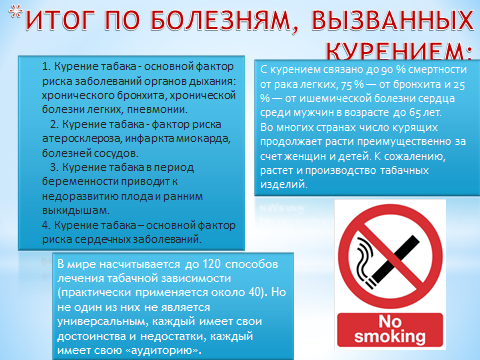 *ИТОГ ПО БОЛЕЗНЯМ, ВЫЗВАННЫХ
КУРЕНИЕМ:
1. Курение табака - основной фактор
риска заболеваний органов дыхания:
хронического бронхита, хронической
болезни легких, пневмонии.
2. Курение табака - фактор риска
атеросклероза, инфаркта миокарда,
болезней сосудов.
3. Курение табака в период
беременности приводит к
недоразвитию плода и ранним
выкидышам.
4. Курение табака – основной фактор
риска сердечных заболеваний.
С курением связано до 90 % смертности
от рака легких, 75 % — от бронхита и 25
% — от ишемической болезни сердца
среди мужчин в возрасте до 65 лет.
Во многих странах число курящих
продолжает расти преимущественно за
счет женщин и детей. К сожалению,
растет и производство табачных
изделий.
В мире насчитывается до 120 способов
лечения табачной зависимости
(практически применяется около 40). Но
не один из них не является
универсальным, каждый имеет свои
достоинства и недостатки, каждый
имеет свою «аудиторию».
No
smoking